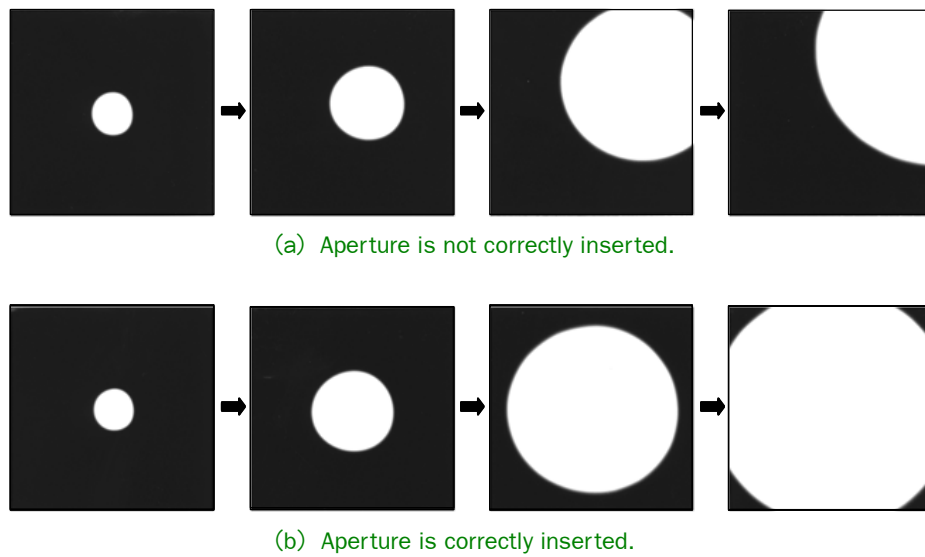 (a) Aperture is not correctly inserted.
(b) Aperture is correctly inserted.